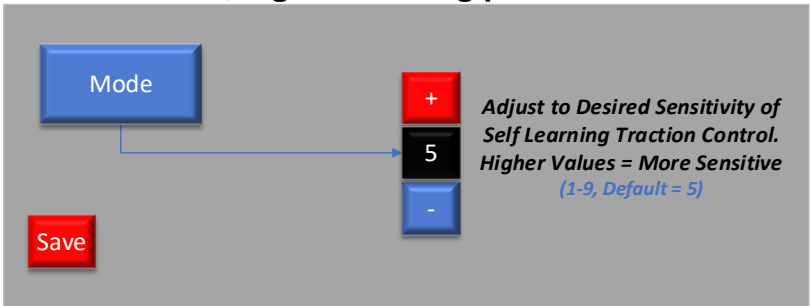 Mode
+
5
-
Adjust to Desired Sensitivity of
Self Learning Traction Control.
Higher Values = More Sensitive
(1-9, Default = 5)
Save